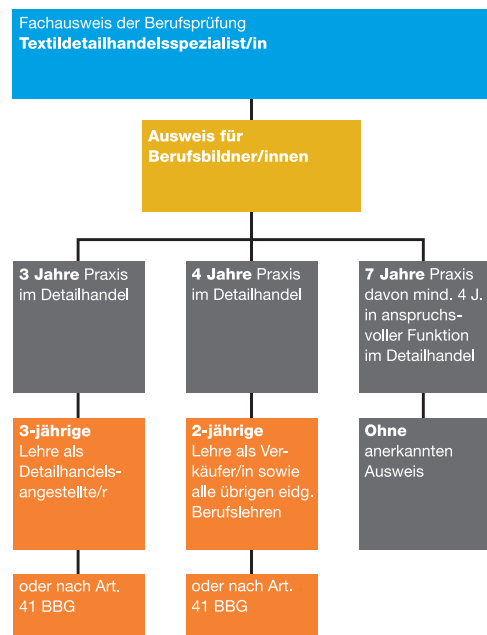 Fachausweis der Berufsprüfung
Textildetailhandelsspezialist/in
Ausweis für
Berufsbildner/innen
3 Jahre Praxis
im Detailhandel
4 Jahre Praxis
im Detailhandel
7 Jahre Praxis
davon mind. 4 J.
in anspruchs-
voller Funktion
im Detailhandel
3-jährige
Lehre als
Detailhandels-
angestellte/r
2-jährige
Lehre als Ver-
käufer/in sowie
alle übrigen eidg.
Berufslehren
Ohne
anerkannten
Ausweis
oder nach Art.
41 BBG
oder nach Art.
41 BBG